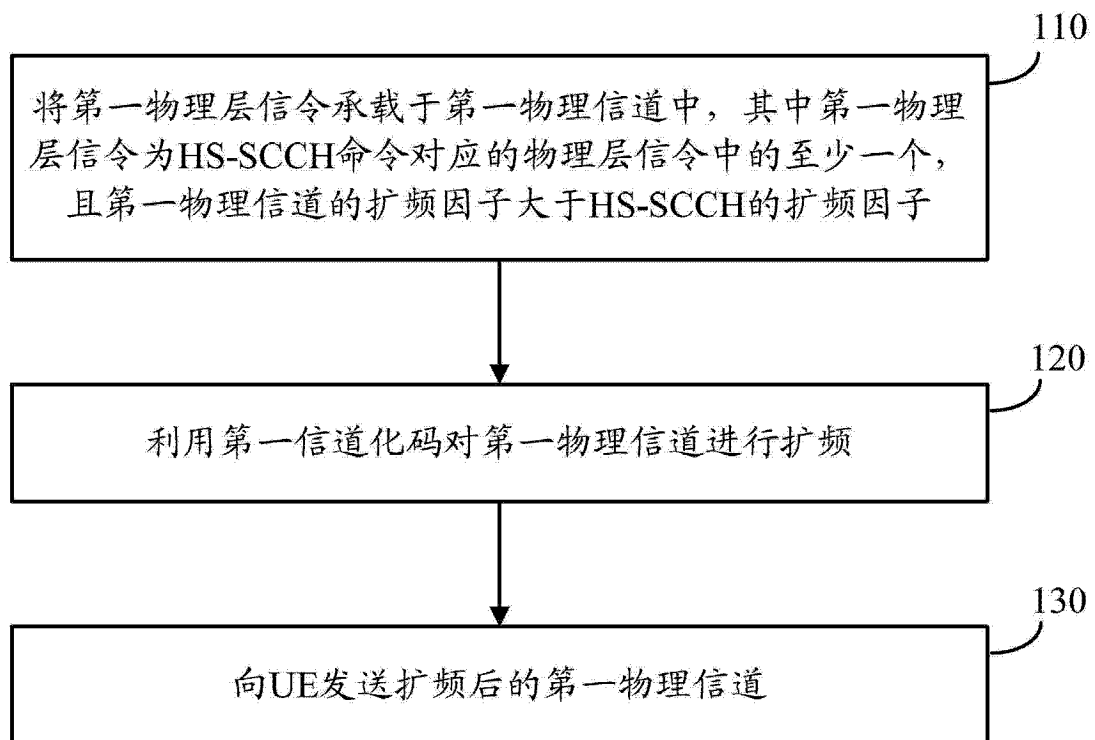 110
将第一物理层信令承载于第一物理信道中，其中第一物理
层信令为HS-SCCH命令对应的物理层信令中的至少一个，
且第一物理信道的扩频因子大于HS-SCCH的扩频因子
120
利用第一信道化码对第一物理信道进行扩频
130
向UE发送扩频后的第一物理信道